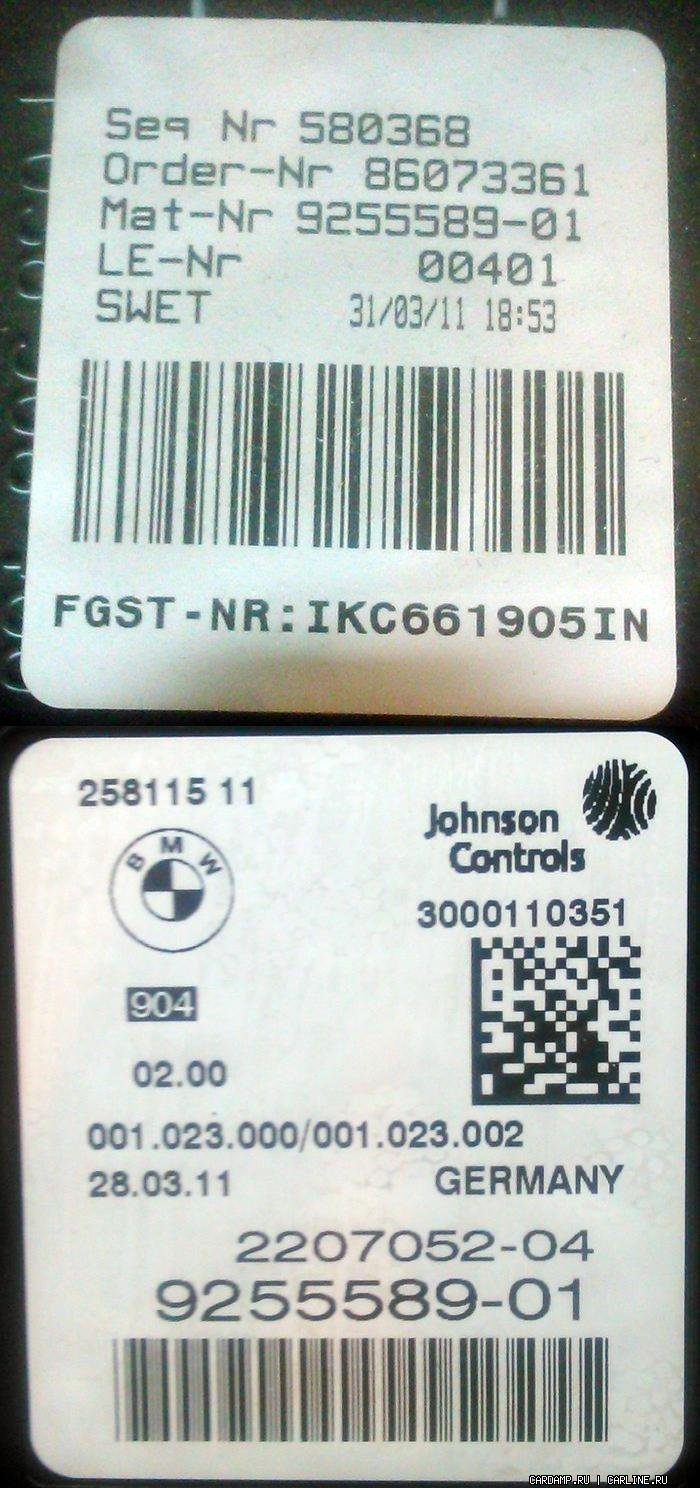 Seq Nr 580368
Order-Nr 86073361
Mat-Nr 9255589-01
LE-Nr 00401
SWET 31/03/11 18:53
FGST-NR:IKC661905IN
258115 11
Johnson
Controls
BMW
3000110351
904
02.00
001.023.000/001.023.002
28.03.11 GERMANY
2207052-04
9255589-01
CARDAMP.RU | CARLINE.RU